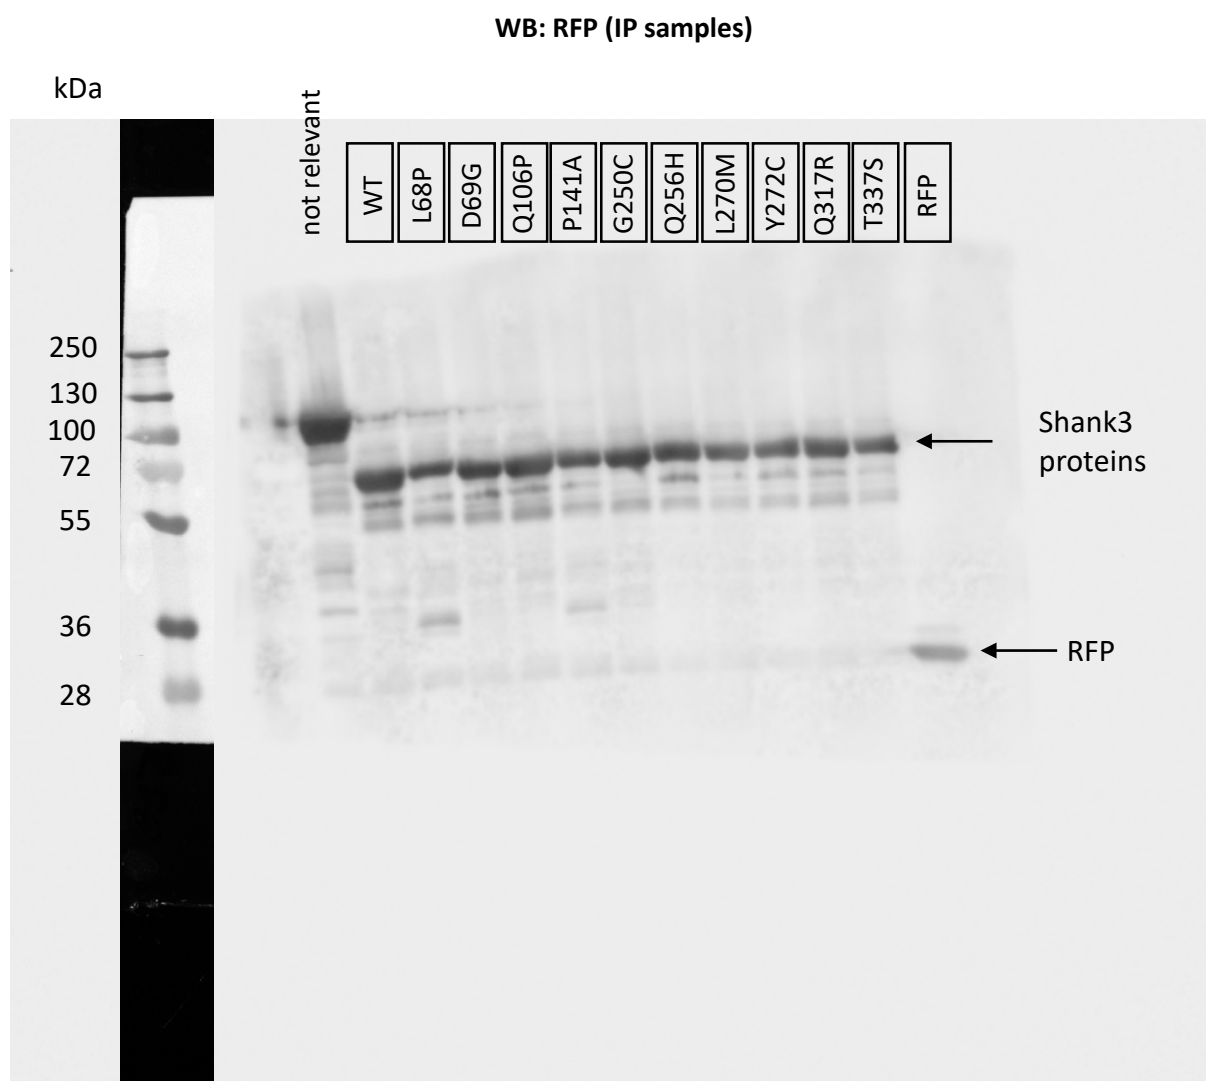 WB: RFP (IP samples)
kDa
not relevant
WT
L68P
D69G
Q106P
P141A
G250C
Q256H
L270M
Y272C
Q317R
T337S
RFP
250
130
100
72
55
36
28
Shank3
proteins
RFP